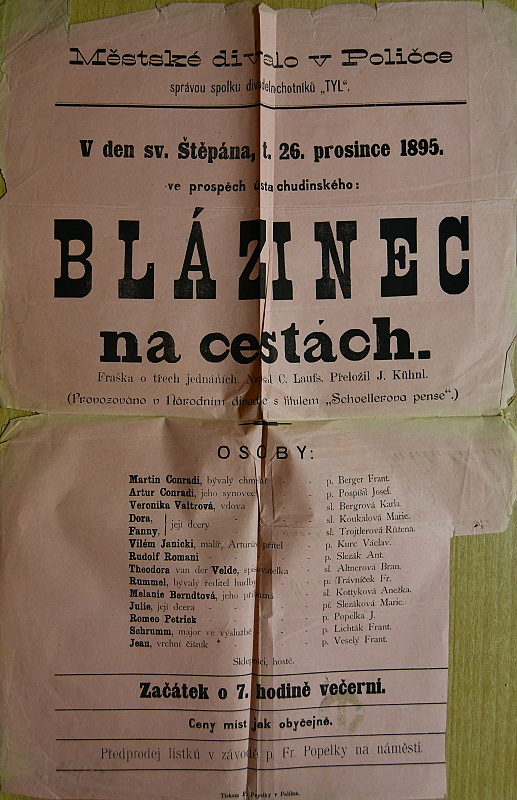 Městské divadlo v Poličce
správou spolku divadelních ochotníků „TYL“.
V den sv. Štěpána, t. 26. prosince 1895.
ve prospěch ústa chudinského:
BLÁZINEC
na cestách.
Fraška o třech jednáních. Napsal C. Laufs. Přeložil J. Kühnl.
(Provozováno v Národním divadle s titulem „Schoellerova pense“.)
OSOBY:
Martin Conradi, bývalý - - p. Berger Frant.
Artur Conradi, jeho synovec - - p. Pospíšil Josef.
Veronika Valtrová, vdova - - sl. Bergrová Karla.
Dora, - - sl. Koukalová Marie.
její dcery
Fanny, - - sl. Trojtlerová Růžena.
Vilém Janicki, malíř, Arturův přítel - p. Kurc Václav.
Rudolf Romani - - - - p. Slezák Ant.
Theodora van der Velde, spisovatelka - sl. Altnerová Bran.
Rummel, bývalý ředitel hudby - - p. Trávníček Fr.
Melanie Berndtová, jeho příbuzná - sl. Kottyková Anežka.
Julie, její dcera - - - pí. Slezáková Marie.
Romeo Petrick - - - - p. Popelka J.
Schrumm, major ve výslužbě - - p. Lichták Frant.
Jean, vrchní číšník - - - p. Veselý Frant.
Sklepníci, hosté.
Začátek o 7. hodině večerní.
Ceny míst jak obyčejně.
Předprodej lístků v závodě p. Fr. Popelky na náměstí.
Tiskem Fr. Popelky v Poličce.